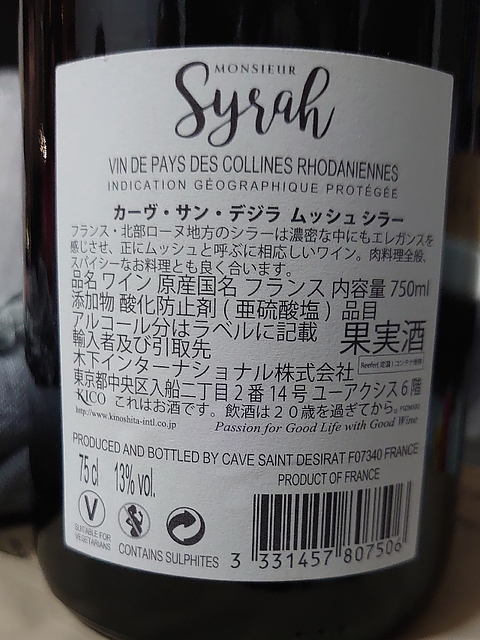 MONSIEUR
Syrah
VIN DE PAYS DES COLLINES RHODANIENNES
INDICATION GÉOGRAPHIQUE PROTÉGÉE
カーヴ・サン・デジラ ムッシュ シラー
フランス・北部ローヌ地方のシラーは濃密な中にもエレガンスを
感じさせ、正にムッシュと呼ぶに相応しいワイン。肉料理全般、
スパイシーなお料理とも良く合います。
品名 ワイン 原産国名 フランス 内容量 750ml
添加物 酸化防止剤 ( 亜硫酸塩 ) 品目
アルコール分はラベルに記載 果実酒
輸入者及び引取先
木下インターナショナル株式会社 Reefer( 定温 ) コンテナ使用
東京都中央区入船二丁目2番14号ユーアクシス6階
KICO これはお酒です。飲酒は20歳を過ぎてから。
http://www.kinoshita-intl.co.jp Passion for Good Life with Good Wine
PRODUCED AND BOTTLED BY CAVE SAINT DESIRAT F07340 FRANCE
75 cl 13% vol. PRODUCT OF FRANCE
V
SUITABLE FOR
VEGETARIANS
CONTAINS SULPHITES
3 331457 807506